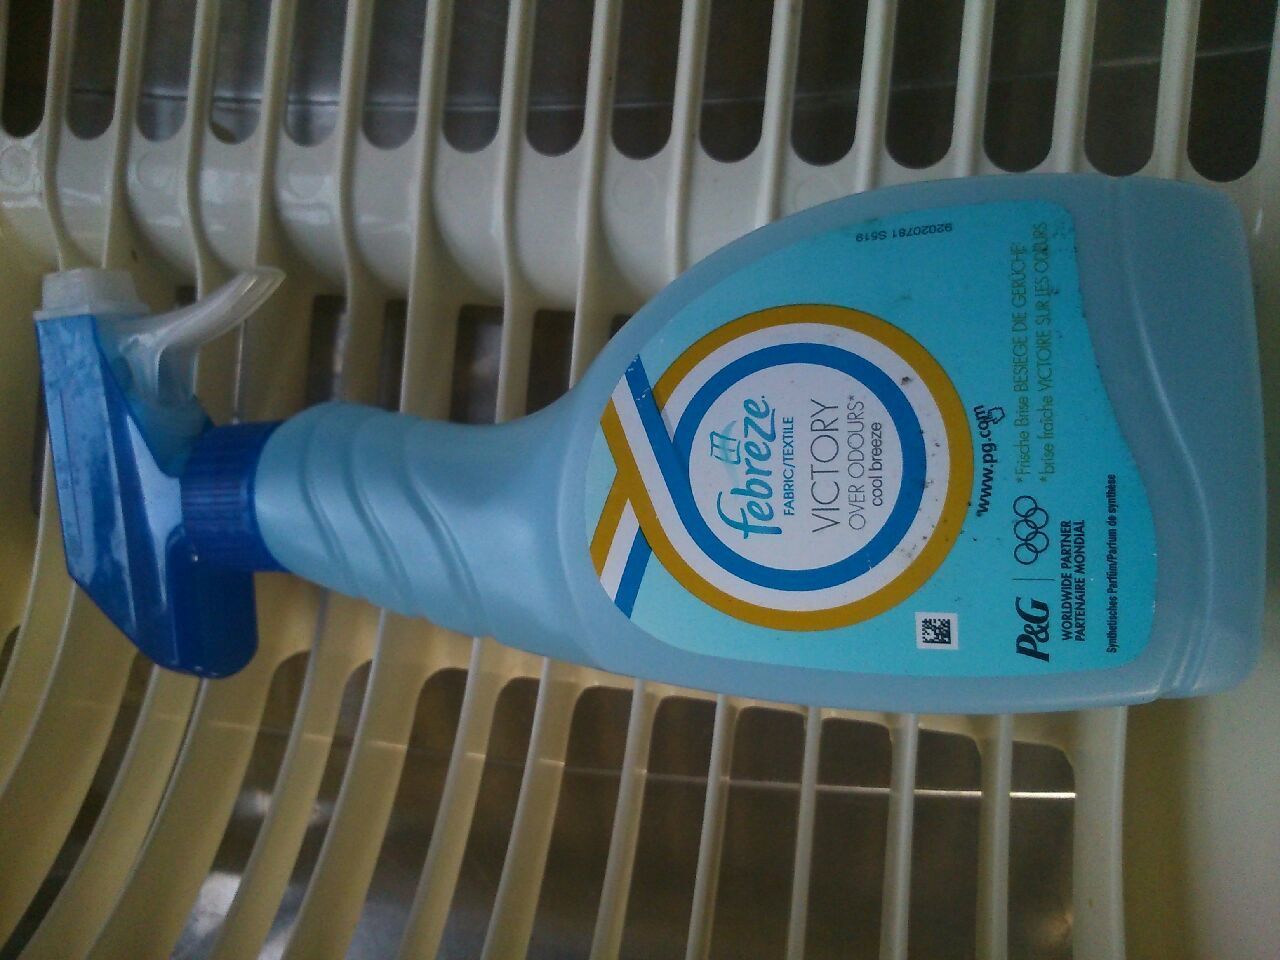 febreze
FABRIC/TEXTILE
VICTORY
OVER ODOURS*
cool breeze
www.pg.com
*Frische Brise BESIEGE DIE GERÜCHE
*brise fraîche VICTOIRE SUR LES ODEURS
P&G
WORLDWIDE PARTNER
PARTENAIRE MONDIAL
Synthetisches Parfüm/Parfum de synthèse
92020781 S519